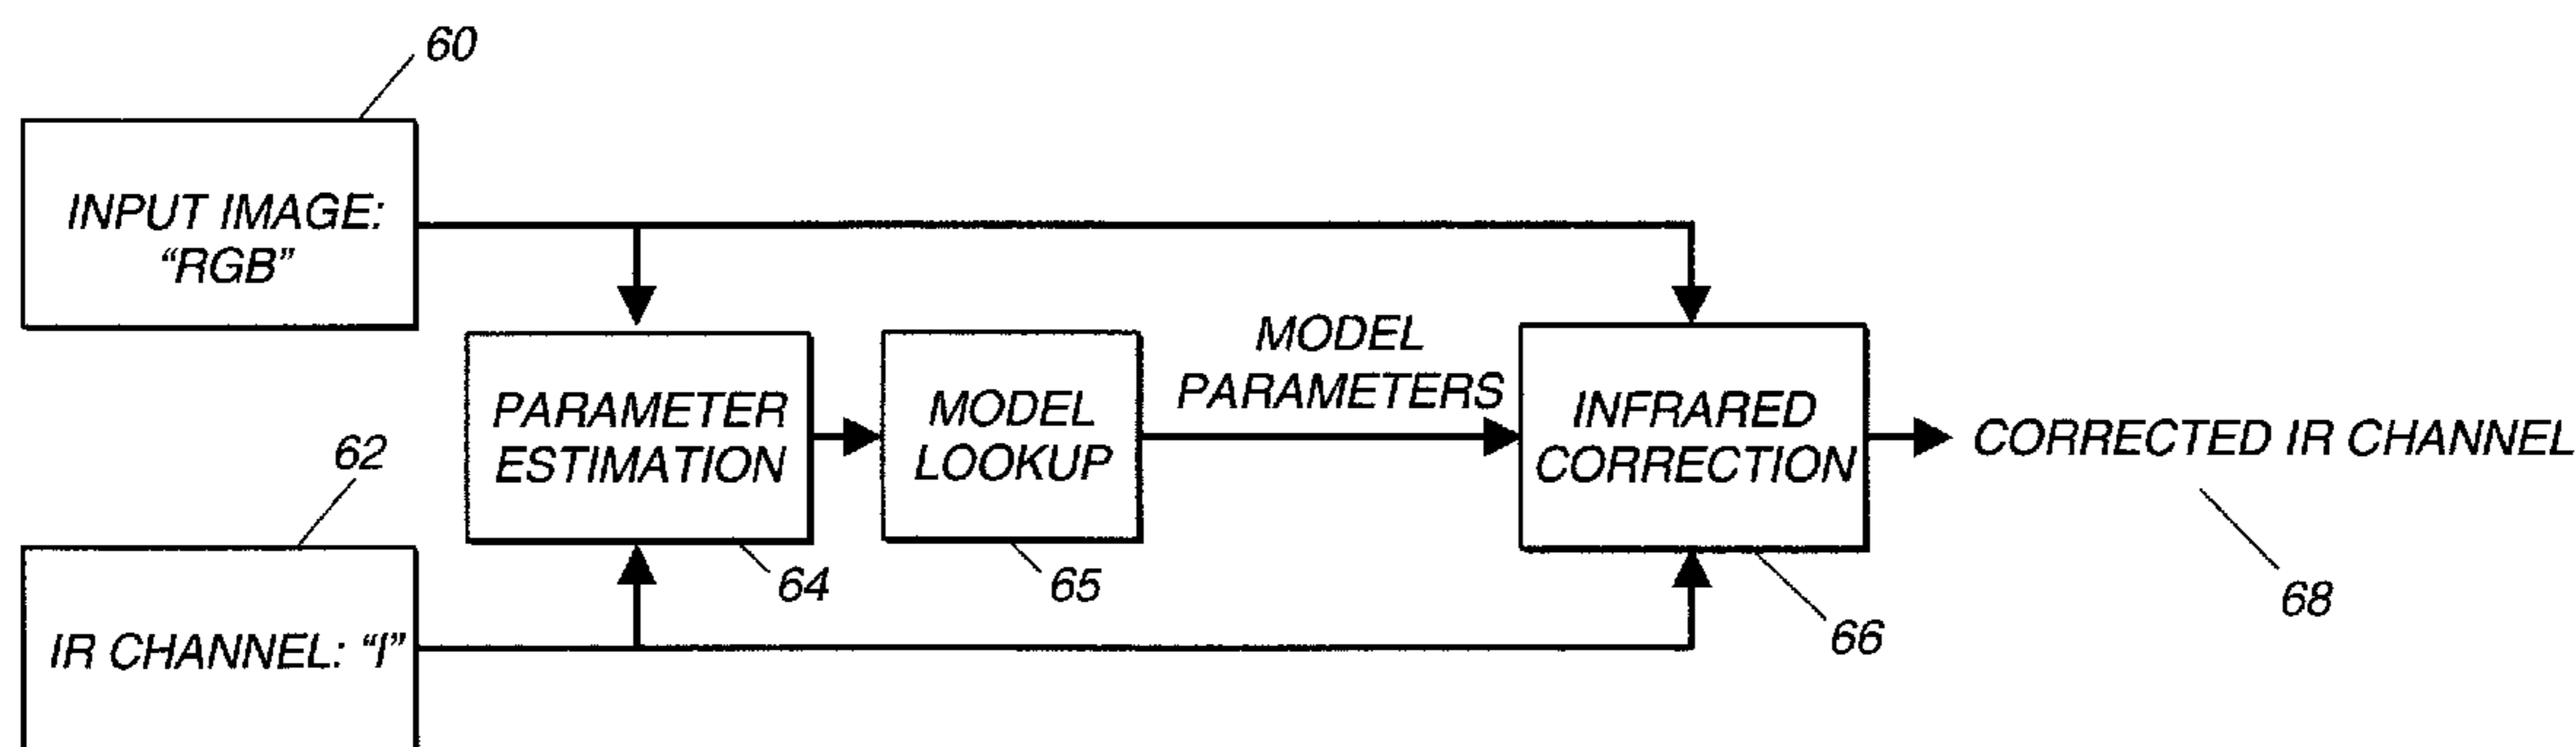 60
INPUT IMAGE:
“RGB”
62
IR CHANNEL: “I”
PARAMETER
ESTIMATION
64
MODEL
LOOKUP
65
MODEL
PARAMETERS
INFRARED
CORRECTION
66
CORRECTED IR CHANNEL
68